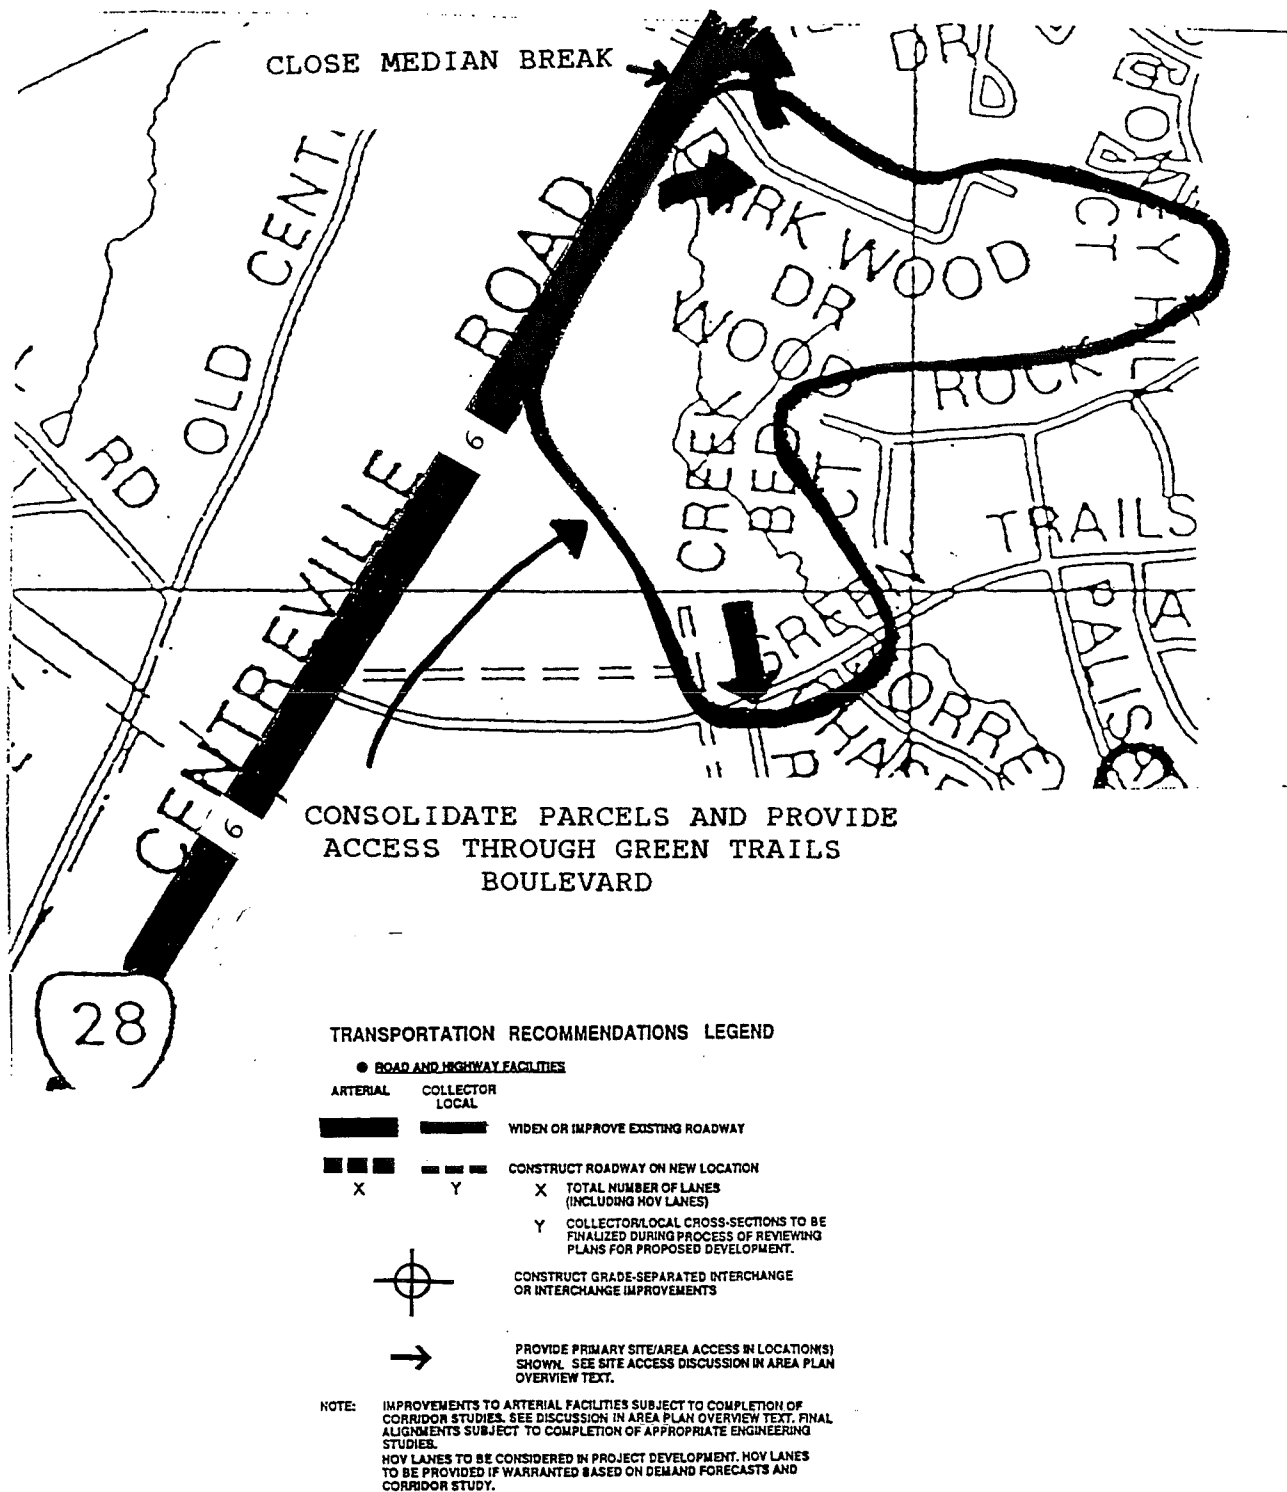 CLOSE MEDIAN BREAK
DR
OLD CENT
ROAD
CT
WOOD
DR
WOOD
ROCK
RD
CREEK
BED
CT
TRAILS
GREEN
PALIS
A
CENTREVILLE
6
6
CONSOLIDATE PARCELS AND PROVIDE
ACCESS THROUGH GREEN TRAILS
BOULEVARD
28
TRANSPORTATION RECOMMENDATIONS LEGEND
● ROAD AND HIGHWAY FACILITIES
ARTERIAL COLLECTOR
LOCAL
WIDEN OR IMPROVE EXISTING ROADWAY
CONSTRUCT ROADWAY ON NEW LOCATION
X Y X TOTAL NUMBER OF LANES
(INCLUDING HOV LANES)
Y COLLECTOR/LOCAL CROSS-SECTIONS TO BE
FINALIZED DURING PROCESS OF REVIEWING
PLANS FOR PROPOSED DEVELOPMENT.
CONSTRUCT GRADE-SEPARATED INTERCHANGE
OR INTERCHANGE IMPROVEMENTS
PROVIDE PRIMARY SITE/AREA ACCESS IN LOCATION(S)
SHOWN. SEE SITE ACCESS DISCUSSION IN AREA PLAN
OVERVIEW TEXT.
NOTE: IMPROVEMENTS TO ARTERIAL FACILITIES SUBJECT TO COMPLETION OF
CORRIDOR STUDIES. SEE DISCUSSION IN AREA PLAN OVERVIEW TEXT. FINAL
ALIGNMENTS SUBJECT TO COMPLETION OF APPROPRIATE ENGINEERING
STUDIES.
HOV LANES TO BE CONSIDERED IN PROJECT DEVELOPMENT. HOV LANES
TO BE PROVIDED IF WARRANTED BASED ON DEMAND FORECASTS AND
CORRIDOR STUDY.